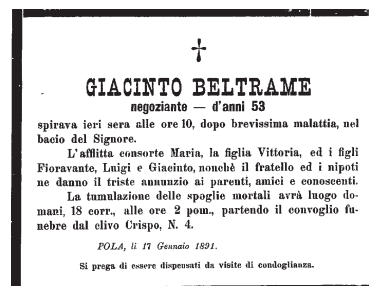 GIACINTO BELTRAME
negoziante — d'anni 53
spirava ieri sera alle ore 10, dopo brevissima malattia, nel
bacio del Signore.
L'afflitta consorte Maria, la figlia Vittoria, ed i figli
Fioravante, Luigi e Giacinto, nonchè il fratello ed i nipoti
ne danno il triste annunzio ai parenti, amici e conoscenti.
La tumulazione delle spoglie mortali avrà luogo do-
mani, 18 corr., alle ore 2 pom., partendo il convoglio fu-
nebre dal clivo Crispo, N. 4.
POLA, li 17 Gennaio 1891.
Si prega di essere dispensati da visite di condoglianza.